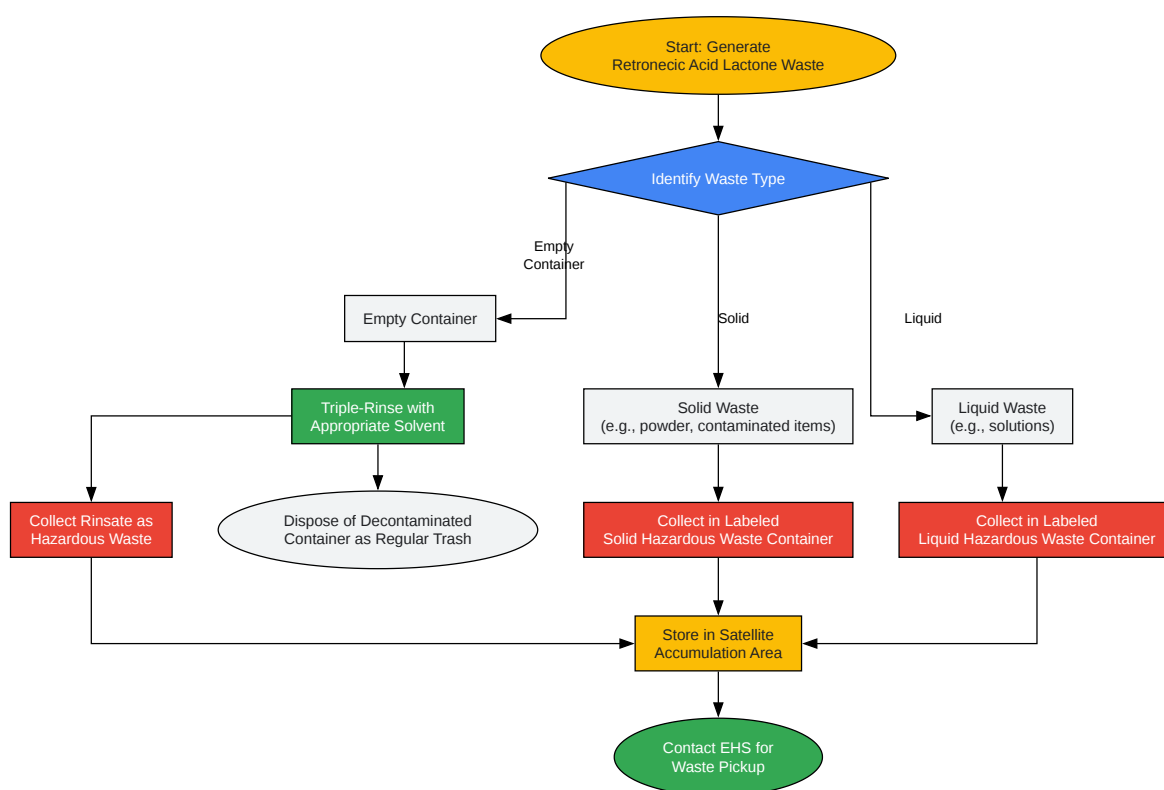 Start: Generate
Retronecic Acid Lactone Waste
Identify Waste Type
Empty
Container
Empty Container
Solid
Liquid
Triple-Rinse with
Appropriate Solvent
Solid Waste
(e.g., powder, contaminated items)
Liquid Waste
(e.g., solutions)
Collect Rinsate as
Hazardous Waste
Dispose of Decontaminated
Container as Regular Trash
Collect in Labeled
Solid Hazardous Waste Container
Collect in Labeled
Liquid Hazardous Waste Container
Store in Satellite
Accumulation Area
Contact EHS for
Waste Pickup